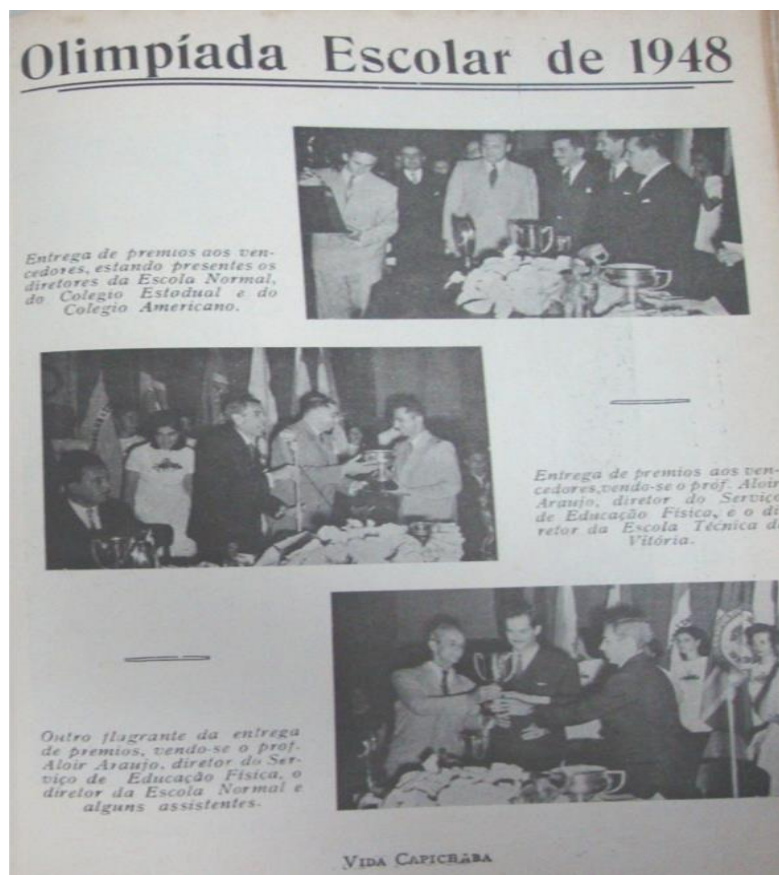 Olimpíada Escolar de 1948
Entrega de premios aos ven-
cedores, estando presentes os
diretores da Escola Normal,
do Colegio Estadual e do
Colegio Americano.
Entrega de premios aos ven-
cedores, vendo-se o prof. Aloir
Araujo, diretor do Serviço
de Educação Física, e o di-
retor da Escola Técnica de
Vitória.
Outro flagrante da entrega
de premios, vendo-se o prof.
Aloir Araujo, diretor do Ser-
viço de Educação Física, o
diretor da Escola Normal e
alguns assistentes.
VIDA CAPICHABA